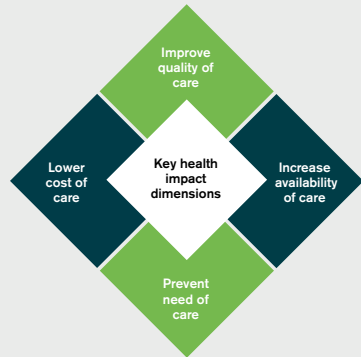 Improve
quality of
care
Lower
cost of
care
Key health
impact
dimensions
Increase
availability
of care
Prevent
need of
care